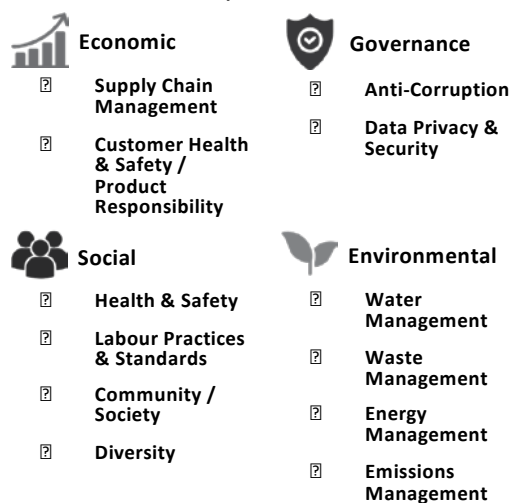 Economic
Supply Chain
Management
Customer Health
& Safety /
Product
Responsibility
Governance
Anti-Corruption
Data Privacy &
Security
Social
Health & Safety
Labour Practices
& Standards
Community /
Society
Diversity
Environmental
Water
Management
Waste
Management
Energy
Management
Emissions
Management